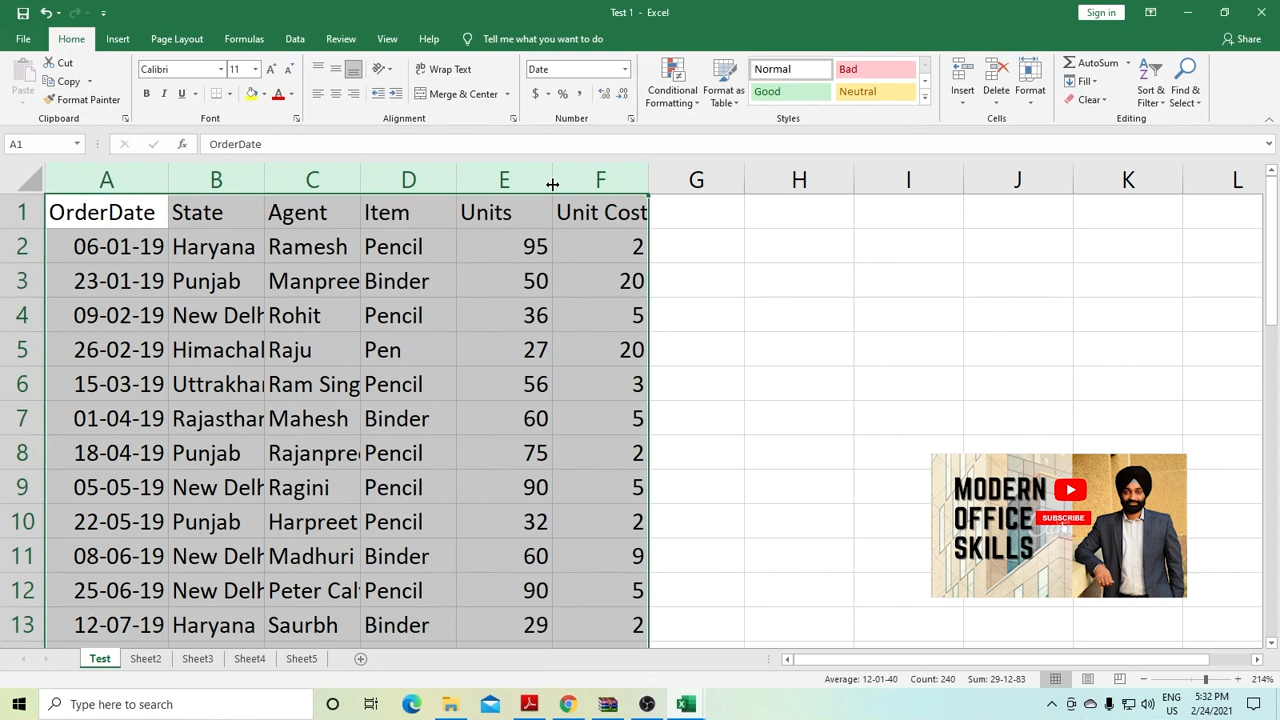 Test 1 - Excel
Sign in
File Home Insert Page Layout Formulas Data Review View Help Tell me what you want to do Share
Paste Cut Copy Format Painter Clipboard
Calibri 11 B I U A A Font
Wrap Text Merge & Center Alignment
Date $ % , Number
Conditional Formatting Format as Table Normal Bad Good Neutral Styles
Insert Delete Format Cells
AutoSum Fill Clear Sort & Filter Find & Select Editing
A1 fx OrderDate
A B C D E F G H I J K L
1 OrderDate State Agent Item Units Unit Cost
2 06-01-19 Haryana Ramesh Pencil 95 2
3 23-01-19 Punjab Manpree Binder 50 20
4 09-02-19 New Delh Rohit Pencil 36 5
5 26-02-19 Himachal Raju Pen 27 20
6 15-03-19 Uttrakhar Ram Sing Pencil 56 3
7 01-04-19 Rajasthar Mahesh Binder 60 5
8 18-04-19 Punjab Rajanpree Pencil 75 2
9 05-05-19 New Delh Ragini Pencil 90 5
10 22-05-19 Punjab Harpreet Pencil 32 2
11 08-06-19 New Delh Madhuri Binder 60 9
12 25-06-19 New Delh Peter Cal Pencil 90 5
13 12-07-19 Haryana Saurbh Binder 29 2
MODERN
OFFICE SUBSCRIBE
SKILLS
Test Sheet2 Sheet3 Sheet4 Sheet5
Average: 12-01-40 Count: 240 Sum: 29-12-83 214%
Type here to search
ENG US 5:32 PM 2/24/2021